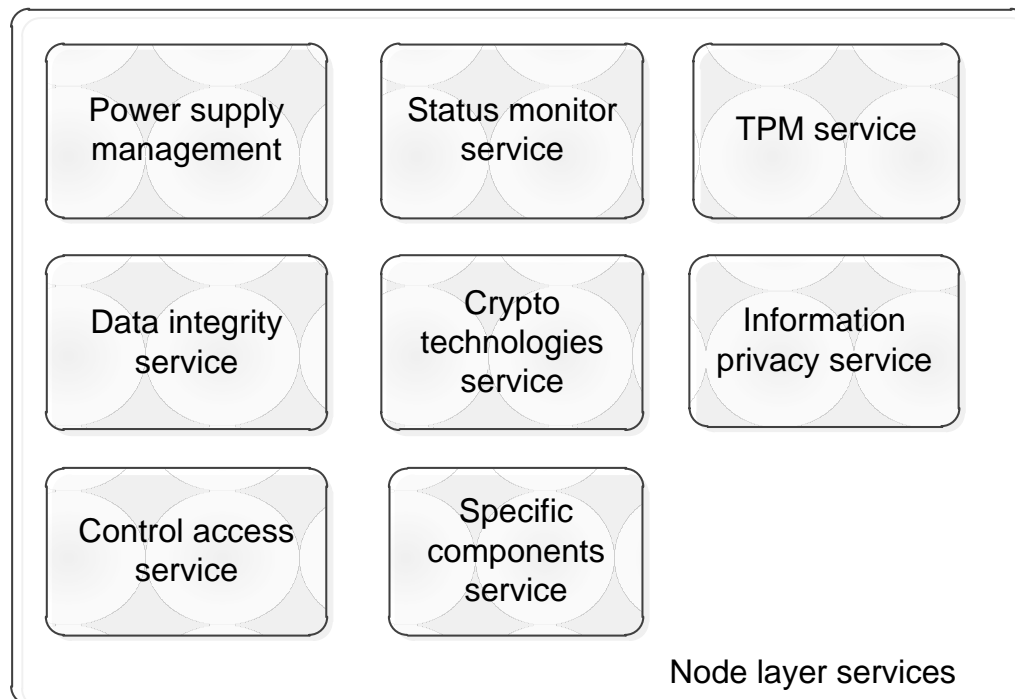 Power supply
management
Status monitor
service
TPM service
Data integrity
service
Crypto
technologies
service
Information
privacy service
Control access
service
Specific
components
service
Node layer services